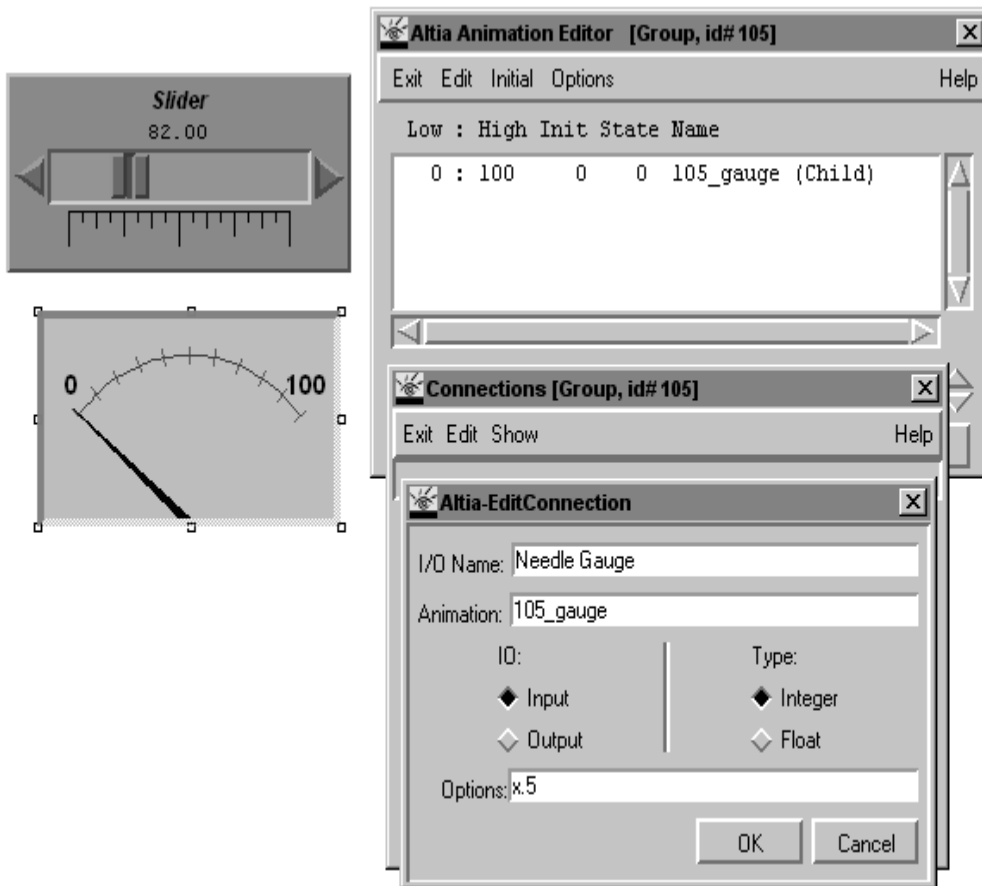 Slider
82.00
0
100
Altia Animation Editor [Group, id# 105]
Exit Edit Initial Options Help
Low : High Init State Name
0 : 100 0 0 105_gauge (Child)
Connections [Group, id# 105]
Exit Edit Show Help
Altia-EditConnection
I/O Name: Needle Gauge
Animation: 105_gauge
IO: Type:
Input Integer
Output Float
Options: x.5
OK Cancel